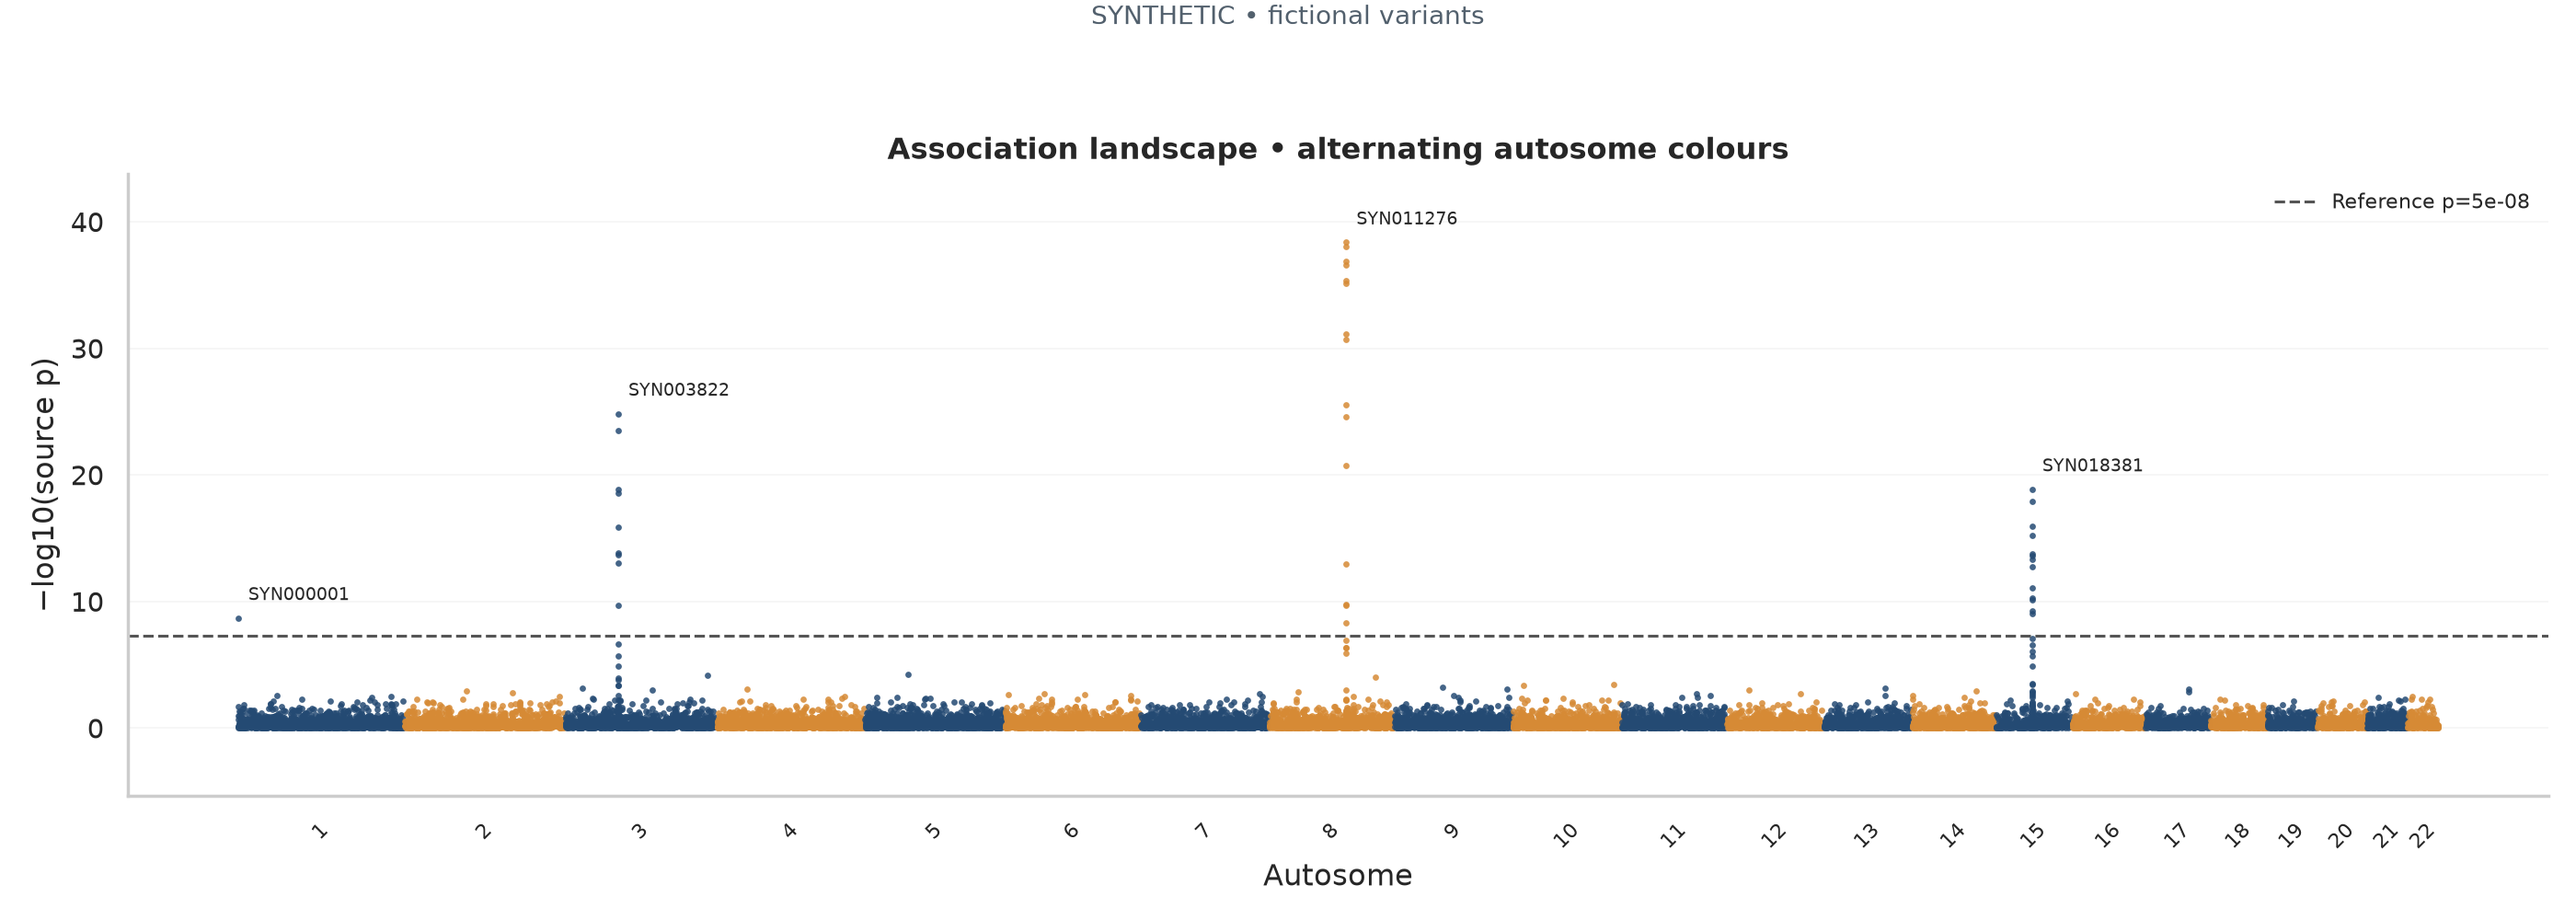 SYNTHETIC • fictional variants
Association landscape • alternating autosome colours
Reference p=5e-08
−log10(source p)
40
30
20
10
0
SYN011276
SYN003822
SYN018381
SYN000001
1 2 3 4 5 6 7 8 9 10 11 12 13 14 15 16 17 18 19 20 21 22
Autosome